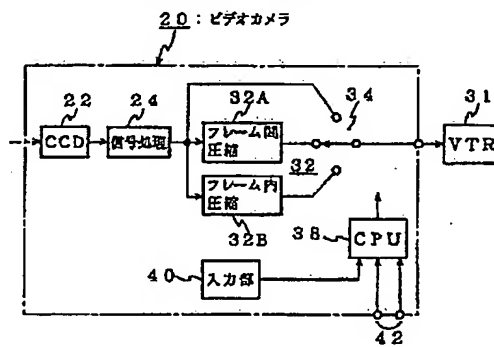 20：ビデオカメラ
22
24
32A
34
31
CCD
信号処理
フレーム間
圧縮
32
VTR
フレーム内
圧縮
32B
38
CPU
40
入力部
42